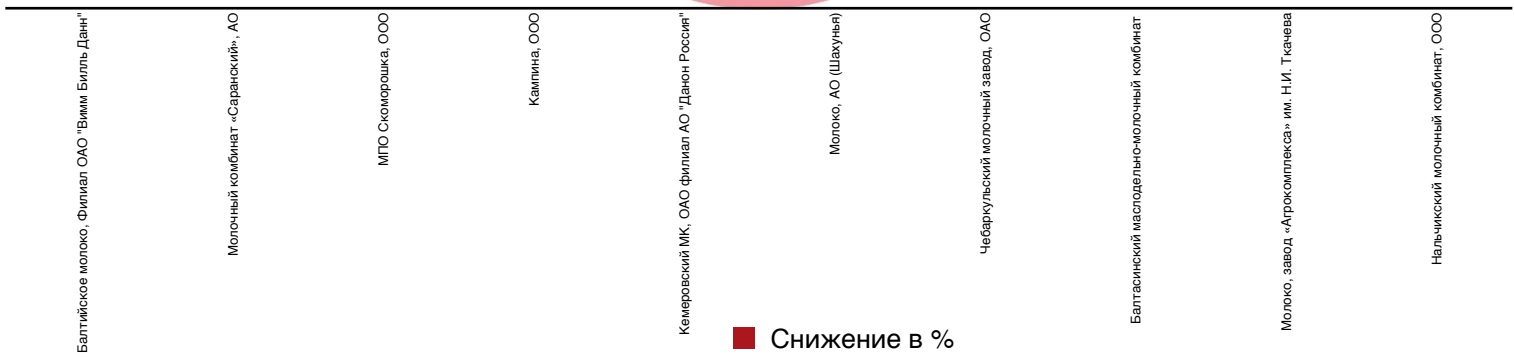 Балтийское молоко, Филиал ОАО "Вимм Билль Данн"
Молочный комбинат «Саранский», АО
МПО Скоморошка, ООО
Кампина, ООО
Кемеровский МК, ОАО филиал АО "Данон Россия"
Молоко, АО (Шахунья)
Чебаркульский молочный завод, ОАО
Балтасинский маслодельно-молочный комбинат
Молоко, завод «Агрокомплекса» им. Н.И. Ткачева
Нальчикский молочный комбинат, ООО
Снижение в %